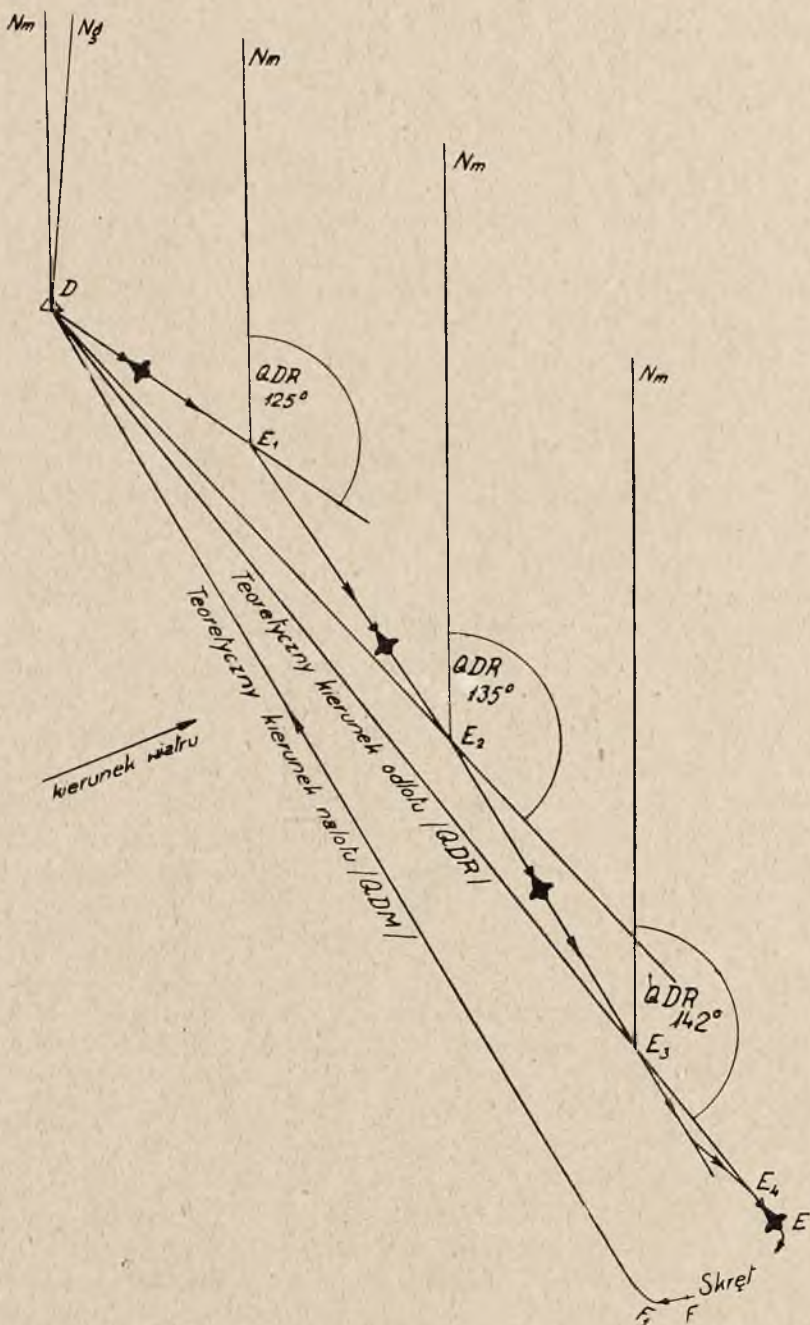 Nm
Ng
Nm
Nm
D
QDR
125°
Nm
E₁
QDR
135°
E₂
Teoretyczny kierunek odlotu /QDR/
Teoretyczny kierunek nalotu /QDM/
kierunek wiatru
QDR
142°
E₃
E₄
E
Skręt
F₁
F